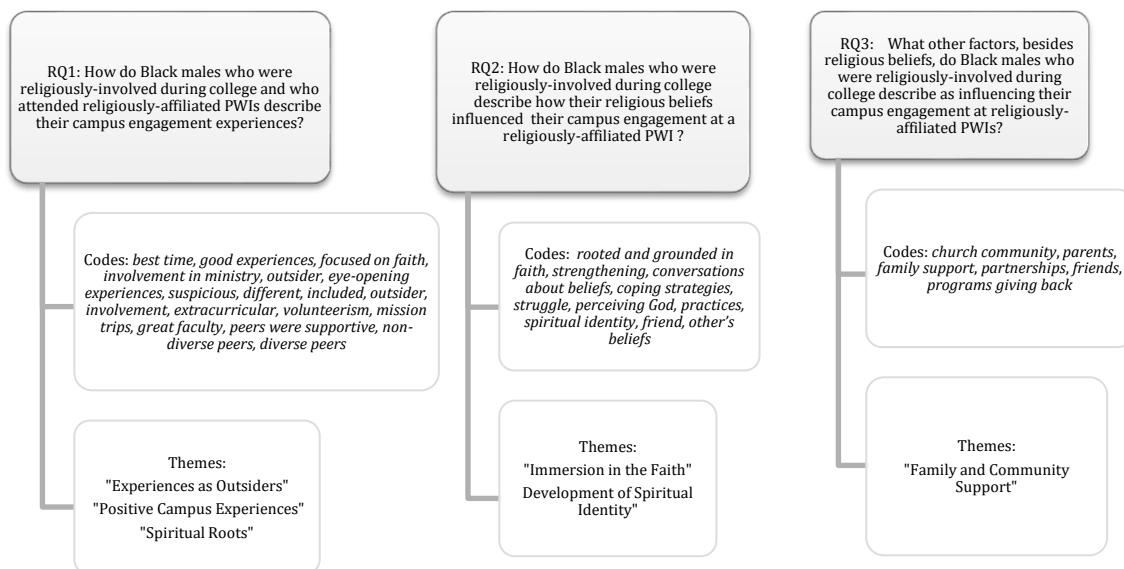 RQ1: How do Black males who were
religiously-involved during college and who
attended religiously-affiliated PWIs describe
their campus engagement experiences?
Codes: best time, good experiences, focused on faith,
involvement in ministry, outsider, eye-opening
experiences, suspicious, different, included, outsider,
involvement, extracurricular, volunteerism, mission
trips, great faculty, peers were supportive, non-
diverse peers, diverse peers
Themes:
"Experiences as Outsiders"
"Positive Campus Experiences"
"Spiritual Roots"
RQ2: How do Black males who were
religiously-involved during college
describe how their religious beliefs
influenced their campus engagement at a
religiously-affiliated PWI ?
Codes: rooted and grounded in
faith, strengthening, conversations
about beliefs, coping strategies,
struggle, perceiving God, practices,
spiritual identity, friend, other's
beliefs
Themes:
"Immersion in the Faith"
Development of Spiritual
Identity"
RQ3: What other factors, besides
religious beliefs, do Black males who
were religiously-involved during
college describe as influencing their
campus engagement at religiously-
affiliated PWIs?
Codes: church community, parents,
family support, partnerships, friends,
programs giving back
Themes:
"Family and Community
Support"